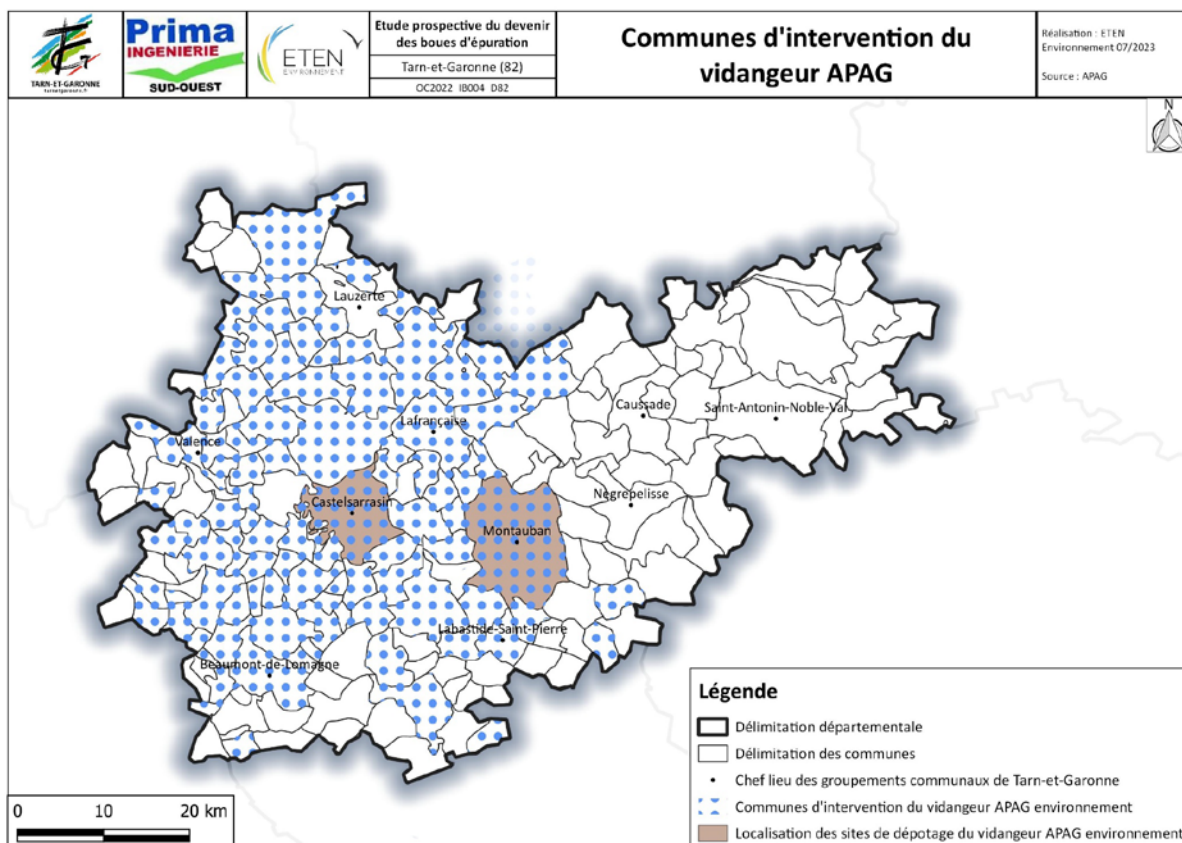 TARN-ET-GARONNE
tarnetgaronne.fr
Prima
INGENIERIE
SUD-OUEST
ETEN
ENVIRONNEMENT
Etude prospective du devenir
des boues d'épuration
Tarn-et-Garonne (82)
OC2022_IB004_D82
Communes d'intervention du
vidangeur APAG
Réalisation : ETEN
Environnement 07/2023
Source : APAG
N
Lauzerte
Caussade
Saint-Antonin-Noble-Val
Lafrançaise
Valence
Castelsarrasin
Nègrepelisse
Montauban
Labastide-Saint-Pierre
Beaumont-de-Lomagne
Légende
Délimitation départementale
Délimitation des communes
Chef lieu des groupements communaux de Tarn-et-Garonne
Communes d'intervention du vidangeur APAG environnement
Localisation des sites de dépotage du vidangeur APAG environnement
0 10 20 km